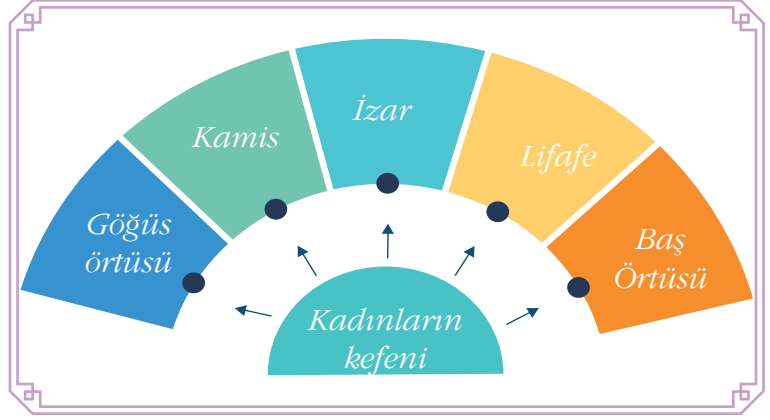 Göğüs
örtüsü
Kamis
İzar
Lifafe
Baş
Örtüsü
Kadınların
kefeni